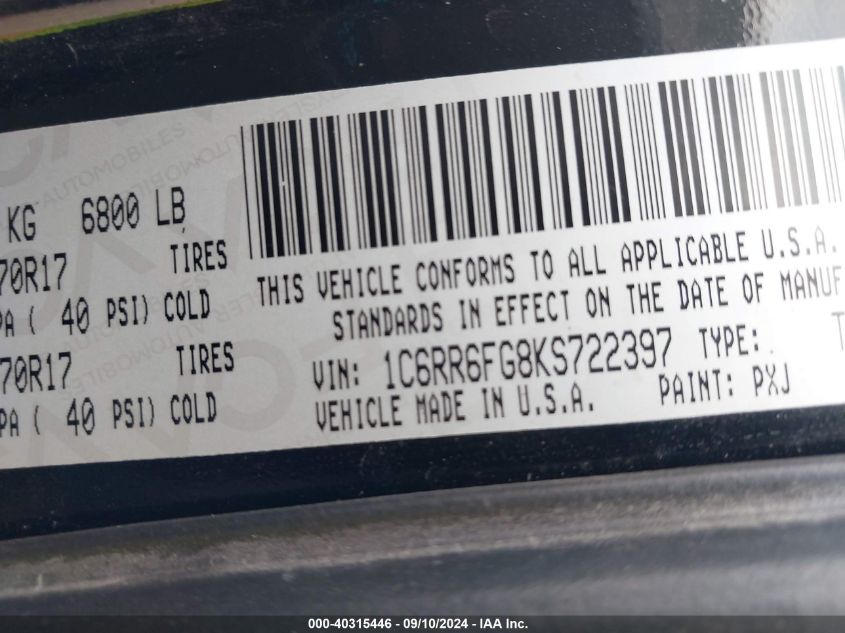 KG 6800 LB
70R17 TIRES
PA ( 40 PSI) COLD
70R17 TIRES
PA ( 40 PSI) COLD
THIS VEHICLE CONFORMS TO ALL APPLICABLE U.S.A.
STANDARDS IN EFFECT ON THE DATE OF MANUF
VIN: 1C6RR6FG8KS722397 TYPE: T
VEHICLE MADE IN U.S.A. PAINT: PXJ
AUTOMOBILES
000-40315446 - 09/10/2024 - IAA Inc.